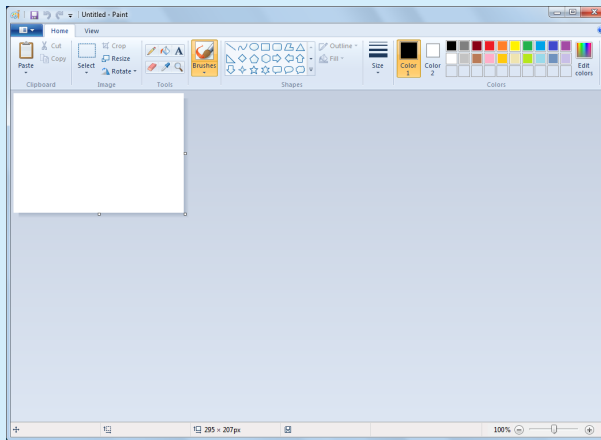 Untitled - Paint
Home View
Cut
Copy
Paste
Clipboard
Crop
Resize
Rotate
Select
Image
A
Tools
Brushes
Outline
Fill
Shapes
Size
Color 1
Color 2
Colors
Edit colors
295 × 207px
100%